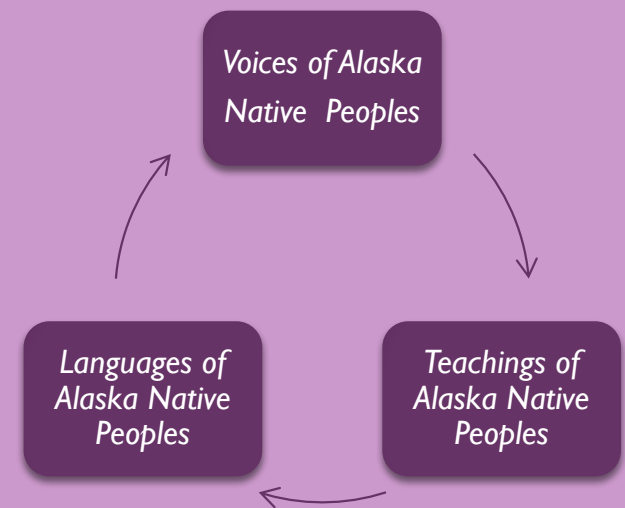 Voices of Alaska
Native Peoples
Languages of
Alaska Native
Peoples
Teachings of
Alaska Native
Peoples